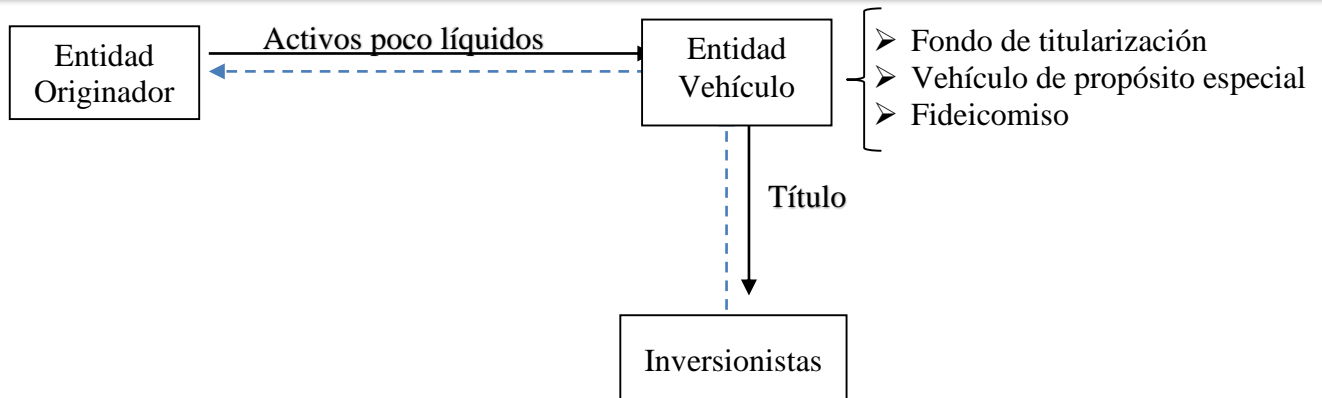 Entidad
Originador
Activos poco líquidos
Entidad
Vehículo
➢ Fondo de titularización
➢ Vehículo de propósito especial
➢ Fideicomiso
Título
Inversionistas